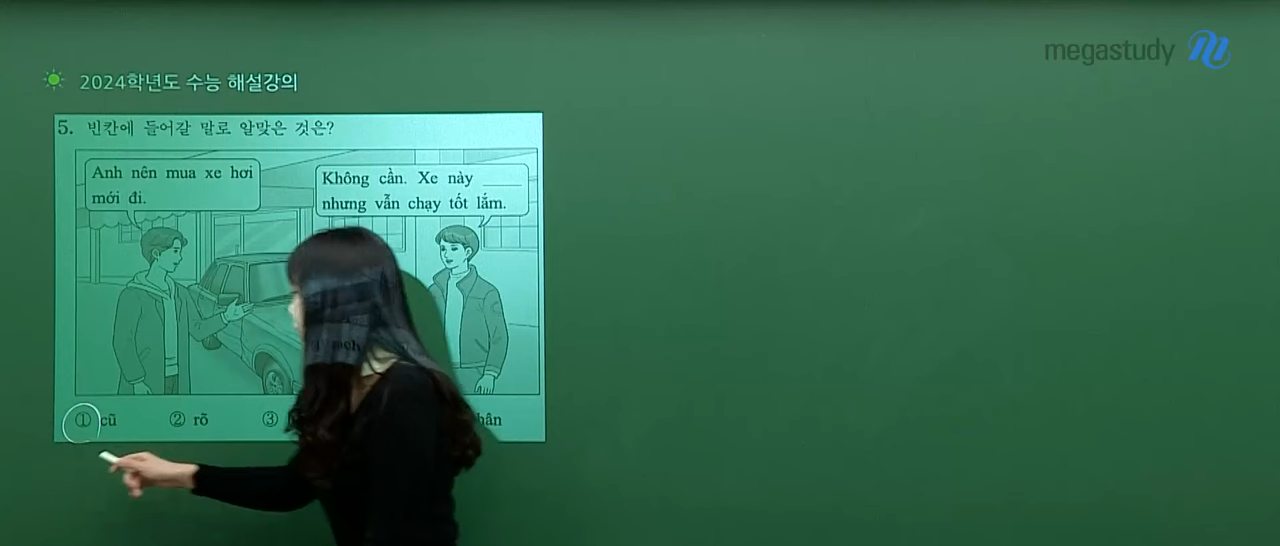 megastudy
2024학년도 수능 해설강의
5. 빈칸에 들어갈 말로 알맞은 것은?
Anh nên mua xe hơi
mới đi.
Không cần. Xe này ____
nhưng vẫn chạy tốt lắm.
① cũ ② rõ ③